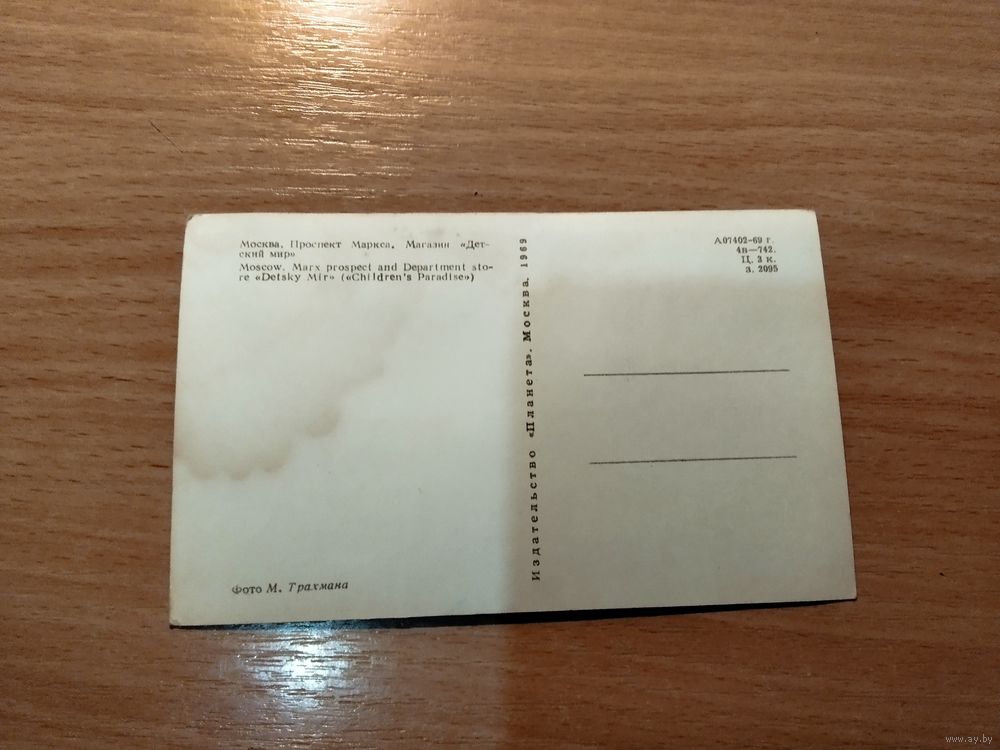 Москва. Проспект Маркса. Магазин «Дет-
ский мир»
Moscow. Marx prospect and Department sto-
re «Detsky Mir» («Children's Paradise»)
Фото М. Трахмана
Издательство «Планета». Москва. 1969
А07402-69 г.
4в—742.
Ц. 3 к.
з. 2095
www.ay.by